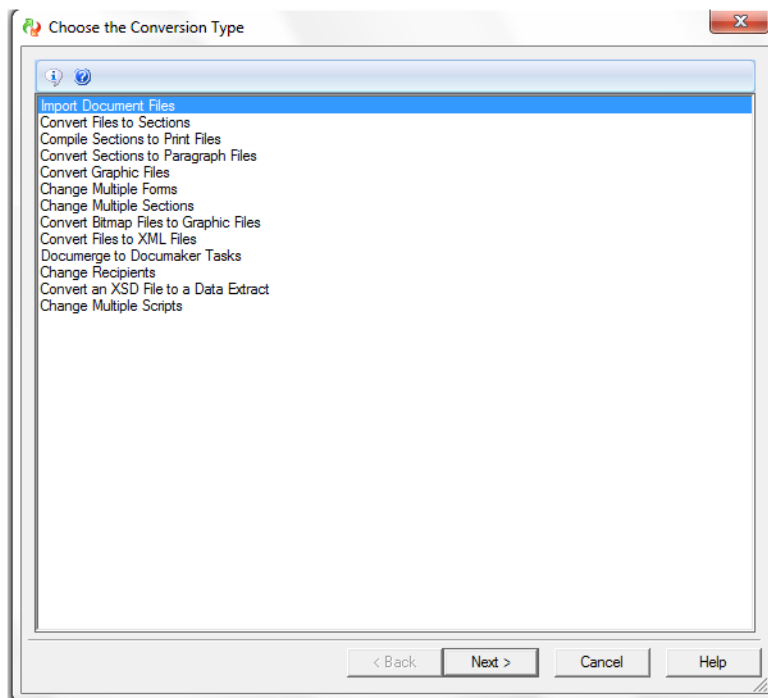 Choose the Conversion Type
Import Document Files
Convert Files to Sections
Compile Sections to Print Files
Convert Sections to Paragraph Files
Convert Graphic Files
Change Multiple Forms
Change Multiple Sections
Convert Bitmap Files to Graphic Files
Convert Files to XML Files
Documerge to Documaker Tasks
Change Recipients
Convert an XSD File to a Data Extract
Change Multiple Scripts
< Back Next > Cancel Help